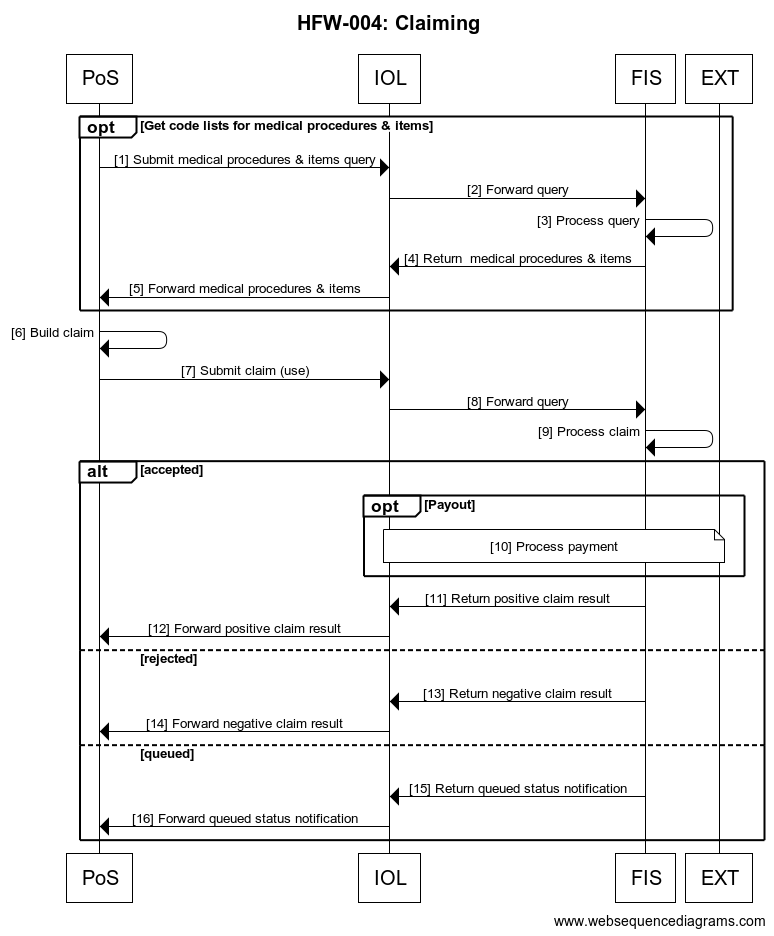 HFW-004: Claiming
PoS
IOL
FIS
EXT
opt
[Get code lists for medical procedures & items]
[1] Submit medical procedures & items query
[2] Forward query
[3] Process query
[4] Return  medical procedures & items
[5] Forward medical procedures & items
[6] Build claim
[7] Submit claim (use)
[8] Forward query
[9] Process claim
alt
[accepted]
opt
[Payout]
[10] Process payment
[11] Return positive claim result
[12] Forward positive claim result
[rejected]
[13] Return negative claim result
[14] Forward negative claim result
[queued]
[15] Return queued status notification
[16] Forward queued status notification
PoS
IOL
FIS
EXT
www.websequencediagrams.com